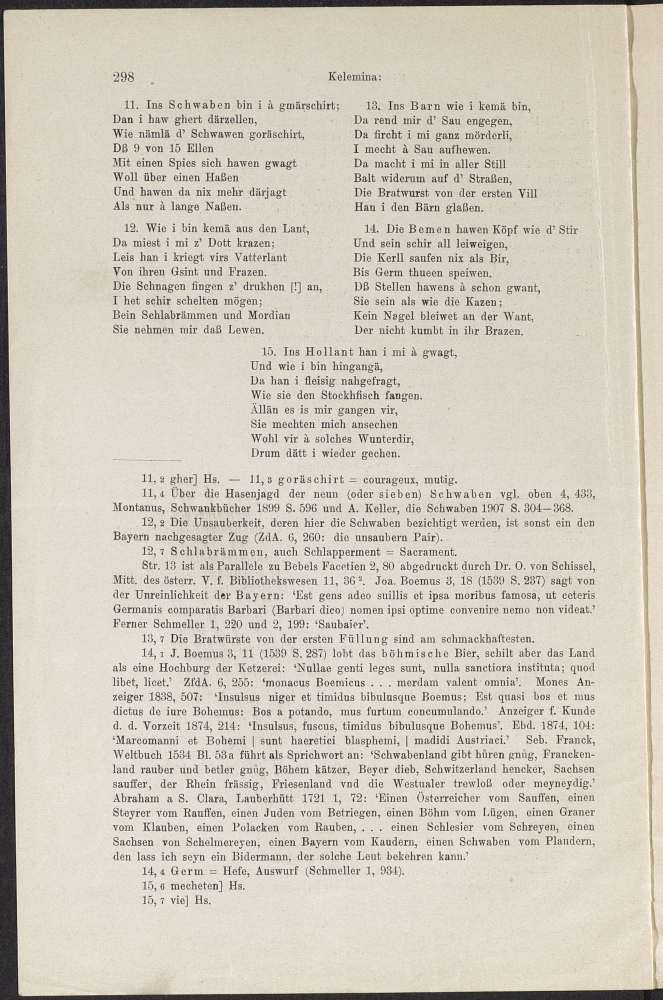 298
Kelemina:
11. Ins Schwaben bin i à gmärschirt;
Dan i haw ghert därzellen,
Wie nämlä d' Schwawen goräschirt,
Dß 9 von 15 Ellen
Mit einen Spies sich hawen gwagt
Woll über einen Haßen
Und hawen da nix mehr därjagt
Als nur à lange Naßen.
12. Wie i bin kemä aus den Lant,
Da miest i mi z' Dott krazen;
Leis han i kriegt virs Vatterlant
Von ihren Gsint und Frazen.
Die Schnagen fingen z' drukhen [!] an,
I het schir schelten mögen;
Bein Schlabrämmen und Mordian
Sie nehmen mir daß Lewen.
13. Ins Barn wie i kemä bin,
Da rend mir d' Sau engegen,
Da fircht i mi ganz mörderli,
I mecht à Sau aufhewen.
Da macht i mi in aller Still
Balt widerum auf d' Straßen,
Die Bratwurst von der ersten Vill
Han i den Bärn glaßen.
14. Die Bemen hawen Köpf wie d' Stir
Und sein schir all leiweigen,
Die Kerll saufen nix als Bir,
Bis Germ thueen speiwen.
Dß Stellen hawens à schon gwant,
Sie sein als wie die Kazen;
Kein Nagel bleiwet an der Want,
Der nicht kumbt in ihr Brazen.
15. Ins Hollant han i mi à gwagt,
Und wie i bin hingangä,
Da han i fleisig nahgefragt,
Wie sie den Stockhfisch fangen.
Ällän es is mir gangen vir,
Sie mechten mich ansechen
Wohl vir à solches Wunterdir,
Drum dätt i wieder gechen.
11, 2 gher] Hs. — 11, 3 goräschirt = courageux, mutig.
11, 4 Über die Hasenjagd der neun (oder sieben) Schwaben vgl. oben 4, 433,
Montanus, Schwankbücher 1899 S. 596 und A. Keller, die Schwaben 1907 S. 304—368.
12, 2 Die Unsauberkeit, deren hier die Schwaben bezichtigt werden, ist sonst ein den
Bayern nachgesagter Zug (ZdA. 6, 260: die unsaubern Pair).
12, 7 Schlabrämmen, auch Schlapperment = Sacrament.
Str. 13 ist als Parallele zu Bebels Facetien 2, 80 abgedruckt durch Dr. O. von Schissel,
Mitt. des österr. V. f. Bibliothekswesen 11, 36 ². Joa. Boemus 3, 18 (1539 S. 237) sagt von
der Unreinlichkeit der Bayern: ‘Est gens adeo suillis et ipsa moribus famosa, ut ceteris
Germanis comparatis Barbari (Barbari dico) nomen ipsi optime convenire nemo non videat.’
Ferner Schmeller 1, 220 und 2, 199: ‘Saubaier’.
13, 7 Die Bratwürste von der ersten Füllung sind am schmackhaftesten.
14, 1 J. Boemus 3, 11 (1539 S. 287) lobt das böhmische Bier, schilt aber das Land
als eine Hochburg der Ketzerei: ‘Nullae genti leges sunt, nulla sanctiora instituta; quod
libet, licet.’ ZfdA. 6, 255: ‘monacus Boemicus . . . merdam valent omnia’. Mones An-
zeiger 1838, 507: ‘Insulsus niger et timidus bibulusque Boemus; Est quasi bos et mus
dictus de iure Bohemus: Bos a potando, mus furtum concumulando.’ Anzeiger f. Kunde
d. d. Vorzeit 1874, 214: ‘Insulsus, fuscus, timidus bibulusque Bohemus’. Ebd. 1874, 104:
‘Marcomanni et Bohemi | sunt haeretici blasphemi, | madidi Austriaci.’ Seb. Franck,
Weltbuch 1534 Bl. 53a führt als Sprichwort an: ‘Schwabenland gibt hůren gnůg, Francken-
land rauber und betler gnůg, Böhem kätzer, Beyer dieb, Schwitzerland hencker, Sachsen
sauffer, der Rhein frässig, Friesenland vnd die Westualer trewloß oder meyneydig.’
Abraham a S. Clara, Lauberhütt 1721 1, 72: ‘Einen Österreicher vom Sauffen, einen
Steyrer vom Rauffen, einen Juden vom Betriegen, einen Böhm vom Lügen, einen Graner
vom Klauben, einen Polacken vom Rauben, . . . einen Schlesier vom Schreyen, einen
Sachsen von Schelmereyen, einen Bayern vom Kaudern, einen Schwaben vom Plaudern,
den lass ich seyn ein Bidermann, der solche Leut bekehren kann.’
14, 4 Germ = Hefe, Auswurf (Schmeller 1, 934).
15, 6 mecheten] Hs.
15, 7 vie] Hs.